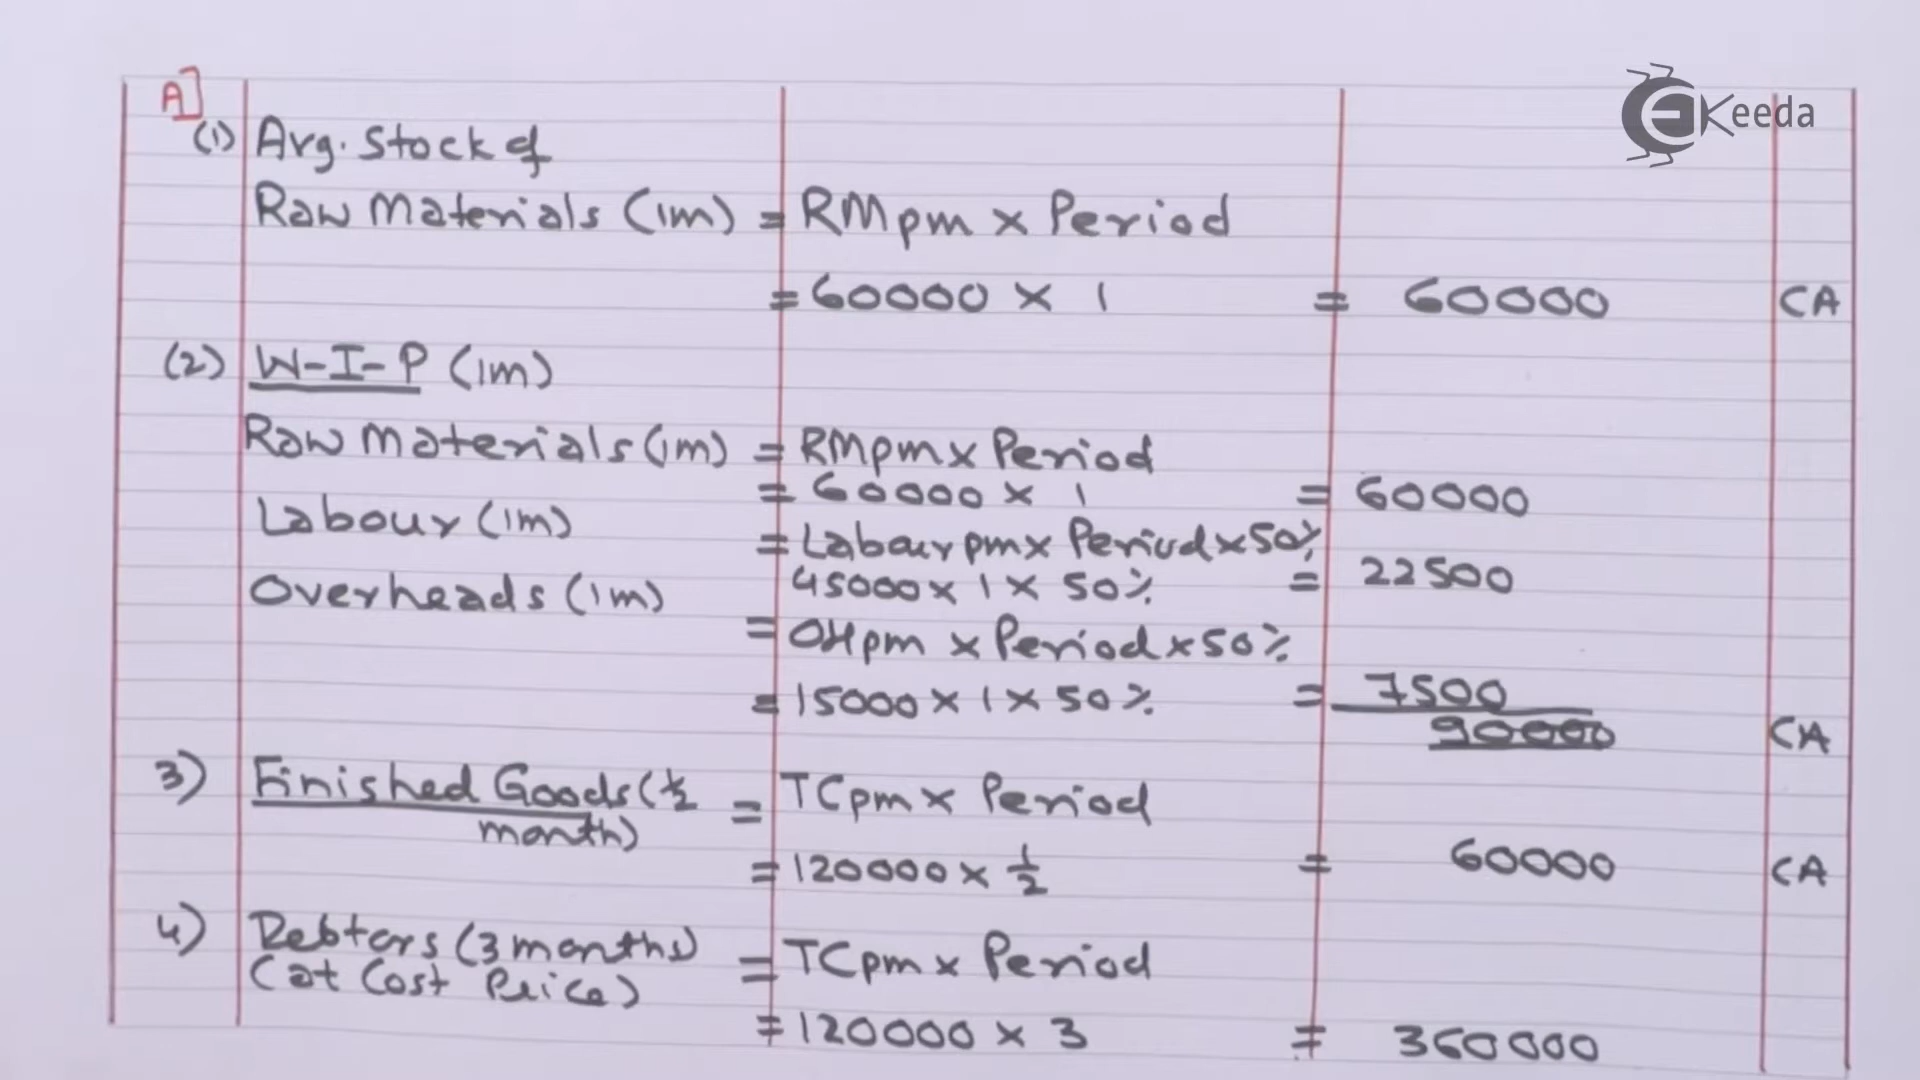 A]
(1) Avg. Stock of
Raw Materials (1m) = RMpm x Period
= 60000 x 1 = 60000 CA
(2) W-I-P (1m)
Raw Materials (1m) = RMpm x Period
= 60000 x 1 = 60000
Labour (1m) = Labour pm x Period x 50%
45000 x 1 x 50% = 22500
Overheads (1m)
= OHpm x Period x 50%
= 15000 x 1 x 50% = 7500
90000 CA
3) Finished Goods (1/2 month) = TCpm x Period
= 120000 x 1/2 = 60000 CA
4) Debtors (3 months) = TCpm x Period
(at Cost Price)
= 120000 x 3 = 360000
EKeeda